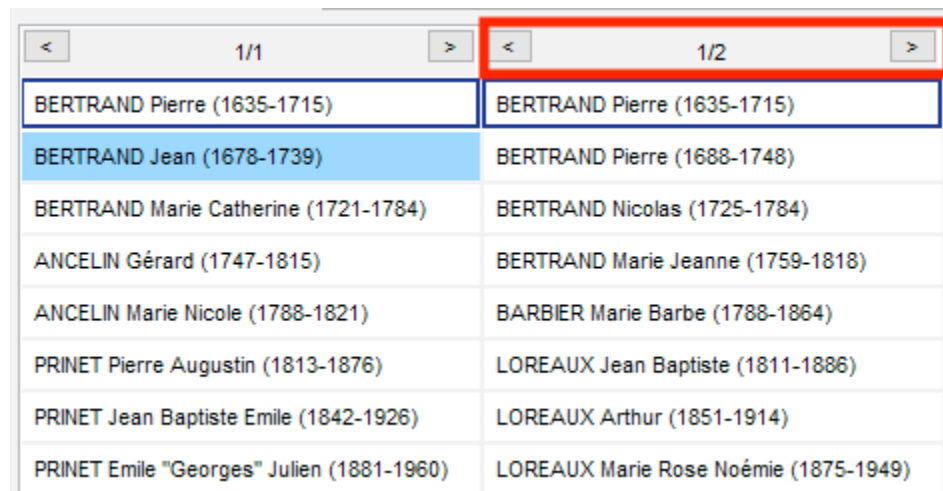 < 1/1 > < 1/2 >
BERTRAND Pierre (1635-1715) BERTRAND Pierre (1635-1715)
BERTRAND Jean (1678-1739) BERTRAND Pierre (1688-1748)
BERTRAND Marie Catherine (1721-1784) BERTRAND Nicolas (1725-1784)
ANCELIN Gérard (1747-1815) BERTRAND Marie Jeanne (1759-1818)
ANCELIN Marie Nicole (1788-1821) BARBIER Marie Barbe (1788-1864)
PRINET Pierre Augustin (1813-1876) LOREAUX Jean Baptiste (1811-1886)
PRINET Jean Baptiste Emile (1842-1926) LOREAUX Arthur (1851-1914)
PRINET Emile "Georges" Julien (1881-1960) LOREAUX Marie Rose Noémie (1875-1949)